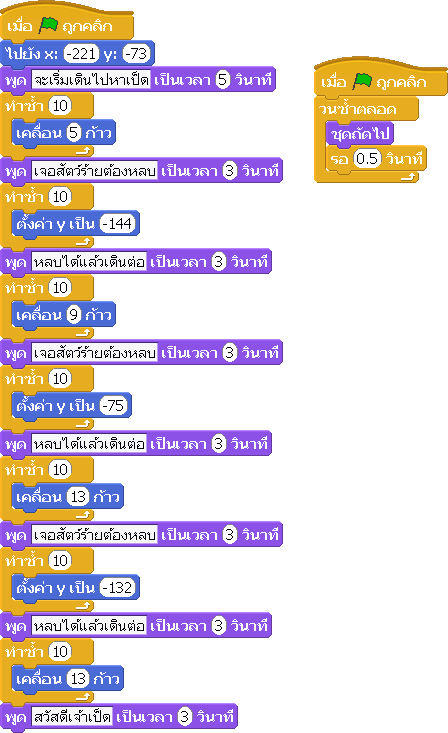 เมื่อ ถูกคลิก
ไปยัง x: -221 y: -73
พูด จะเริ่มเดินไปหาเป็ด เป็นเวลา 5 วินาที
ทำซ้ำ 10
เคลื่อน 5 ก้าว
พูด เจอสัตว์ร้ายต้องหลบ เป็นเวลา 3 วินาที
ทำซ้ำ 10
ตั้งค่า y เป็น -144
พูด หลบได้แล้วเดินต่อ เป็นเวลา 3 วินาที
ทำซ้ำ 10
เคลื่อน 9 ก้าว
พูด เจอสัตว์ร้ายต้องหลบ เป็นเวลา 3 วินาที
ทำซ้ำ 10
ตั้งค่า y เป็น -75
พูด หลบได้แล้วเดินต่อ เป็นเวลา 3 วินาที
ทำซ้ำ 10
เคลื่อน 13 ก้าว
พูด เจอสัตว์ร้ายต้องหลบ เป็นเวลา 3 วินาที
ทำซ้ำ 10
ตั้งค่า y เป็น -132
พูด หลบได้แล้วเดินต่อ เป็นเวลา 3 วินาที
ทำซ้ำ 10
เคลื่อน 13 ก้าว
พูด สวัสดีเจ้าเป็ด เป็นเวลา 3 วินาที
เมื่อ ถูกคลิก
วนซ้ำตลอด
ชุดถัดไป
รอ 0.5 วินาที